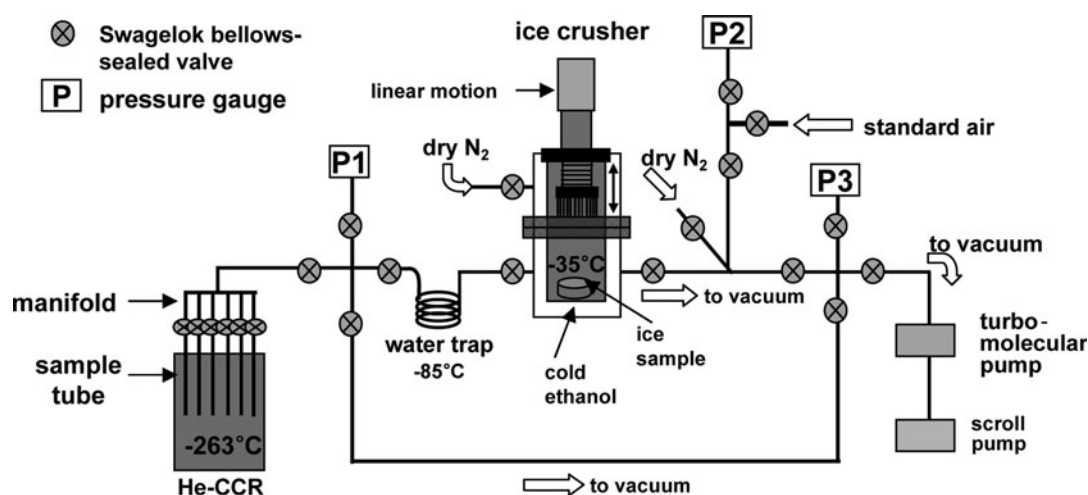 Swagelok bellows-
sealed valve
P pressure gauge
ice crusher
linear motion
P2
standard air
dry N₂
dry N₂
P1
P3
to vacuum
-35°C
to vacuum
manifold
water trap
-85°C
ice
sample
cold
ethanol
turbo-
molecular
pump
sample
tube
-263°C
scroll
pump
He-CCR
to vacuum